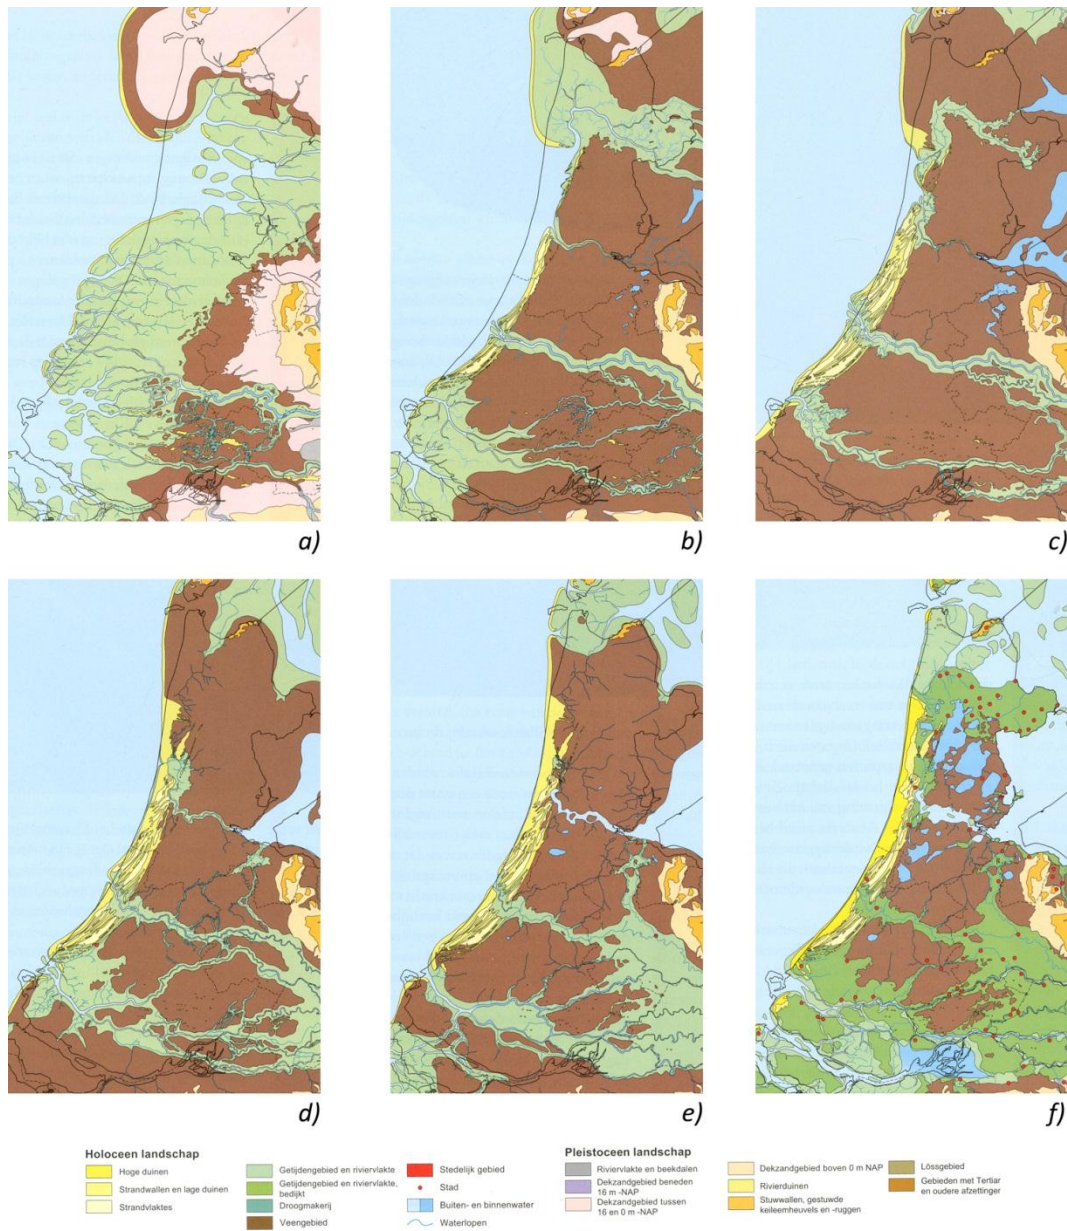 a)
b)
c)
d)
e)
f)
Holoceen landschap
Hoge duinen
Strandwallen en lage duinen
Strandvlaktes
Getijdengebied en riviervlakte
Getijdengebied en riviervlakte,
bedijkt
Droogmakerij
Veengebied
Stedelijk gebied
Stad
Buiten- en binnenwater
Waterlopen
Pleistoceen landschap
Riviervlakte en beekdalen
Dekzandgebied beneden
16 m -NAP
Dekzandgebied tussen
16 en 0 m -NAP
Dekzandgebied boven 0 m NAP
Rivierduinen
Stuwwallen, gestuwde
keileemheuvels en -ruggen
Lössgebied
Gebieden met Tertiar
en oudere afzettinger